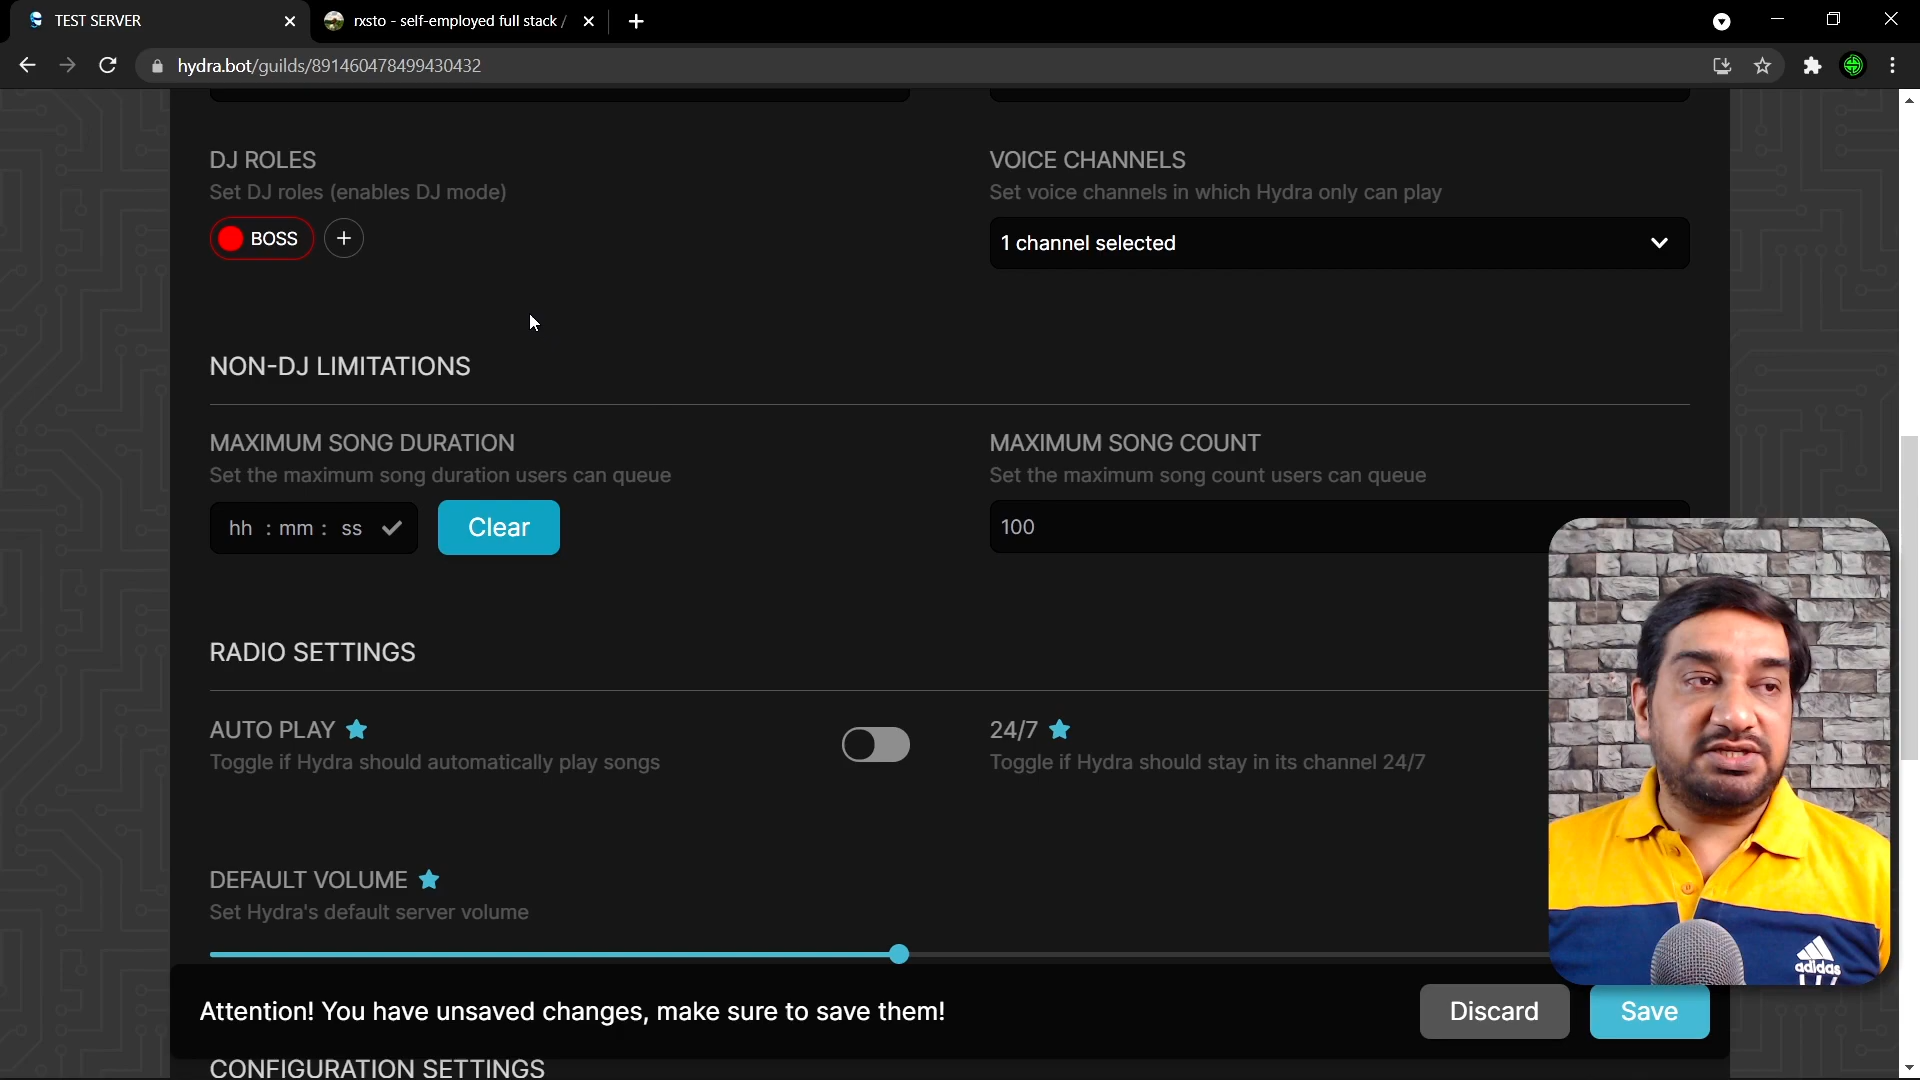 TEST SERVER
rxsto - self-employed full stack /
hydra.bot/guilds/891460478499430432
DJ ROLES
Set DJ roles (enables DJ mode)
BOSS
VOICE CHANNELS
Set voice channels in which Hydra only can play
1 channel selected
NON-DJ LIMITATIONS
MAXIMUM SONG DURATION
Set the maximum song duration users can queue
hh : mm : ss
Clear
MAXIMUM SONG COUNT
Set the maximum song count users can queue
100
RADIO SETTINGS
AUTO PLAY
Toggle if Hydra should automatically play songs
24/7
Toggle if Hydra should stay in its channel 24/7
DEFAULT VOLUME
Set Hydra's default server volume
adidas
Attention! You have unsaved changes, make sure to save them!
Discard
Save
CONFIGURATION SETTINGS